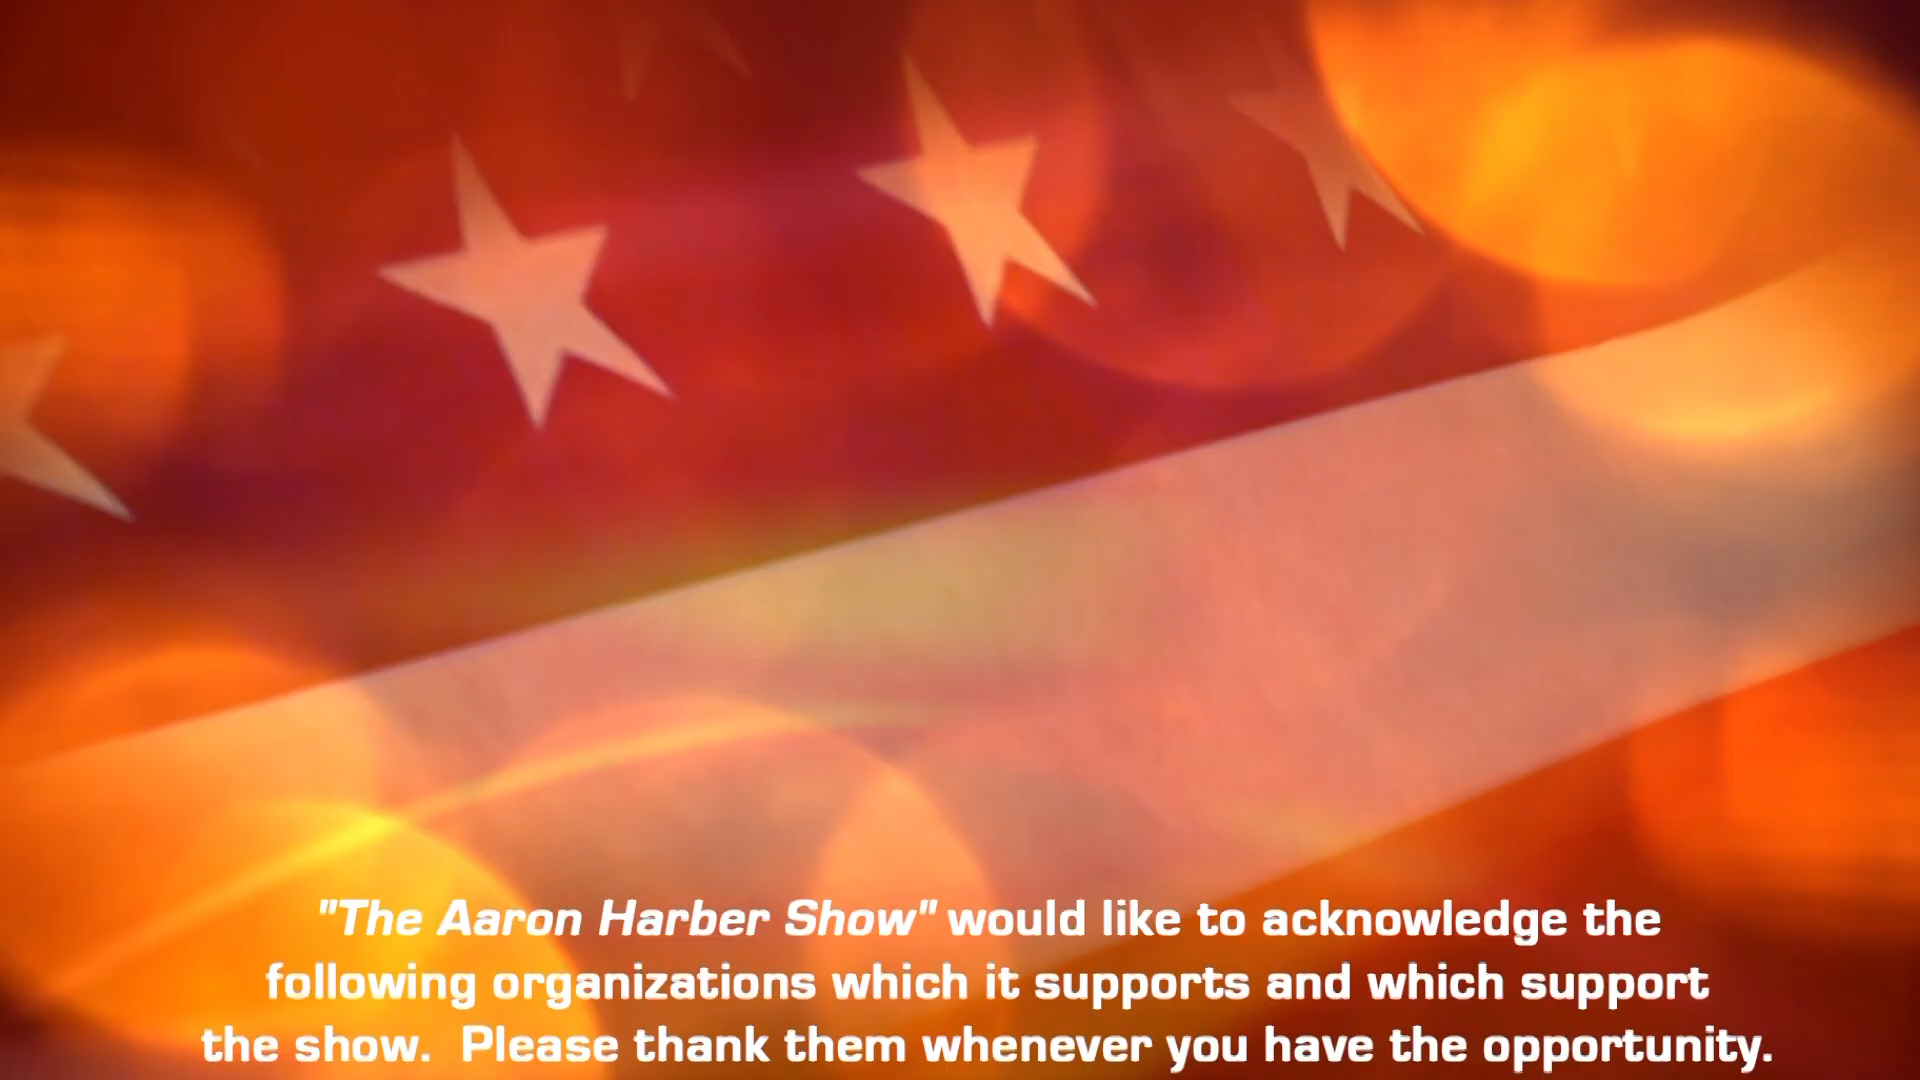 "The Aaron Harber Show" would like to acknowledge the
following organizations which it supports and which support
the show.  Please thank them whenever you have the opportunity.